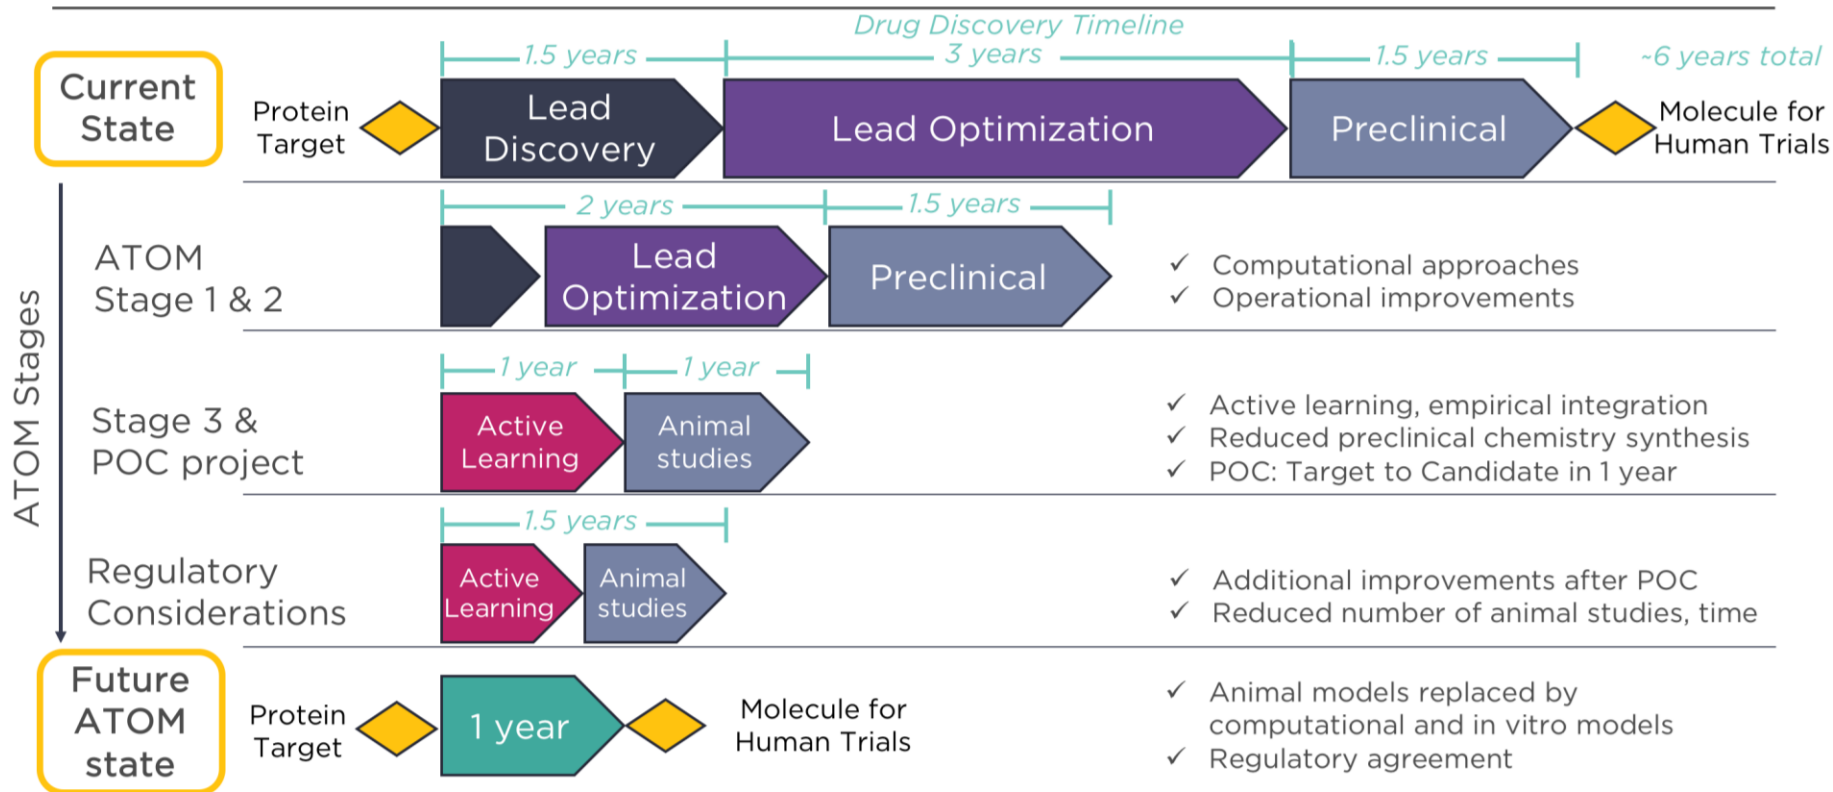 Drug Discovery Timeline
1.5 years
3 years
1.5 years
~6 years total
Current
State
Protein
Target
Lead
Discovery
Lead Optimization
Preclinical
Molecule for
Human Trials
ATOM Stages
2 years
1.5 years
ATOM
Stage 1 & 2
Lead
Optimization
Preclinical
✓ Computational approaches
✓ Operational improvements
1 year
1 year
Stage 3 &
POC project
Active
Learning
Animal
studies
✓ Active learning, empirical integration
✓ Reduced preclinical chemistry synthesis
✓ POC: Target to Candidate in 1 year
1.5 years
Regulatory
Considerations
Active
Learning
Animal
studies
✓ Additional improvements after POC
✓ Reduced number of animal studies, time
Future
ATOM
state
Protein
Target
1 year
Molecule for
Human Trials
✓ Animal models replaced by
computational and in vitro models
✓ Regulatory agreement